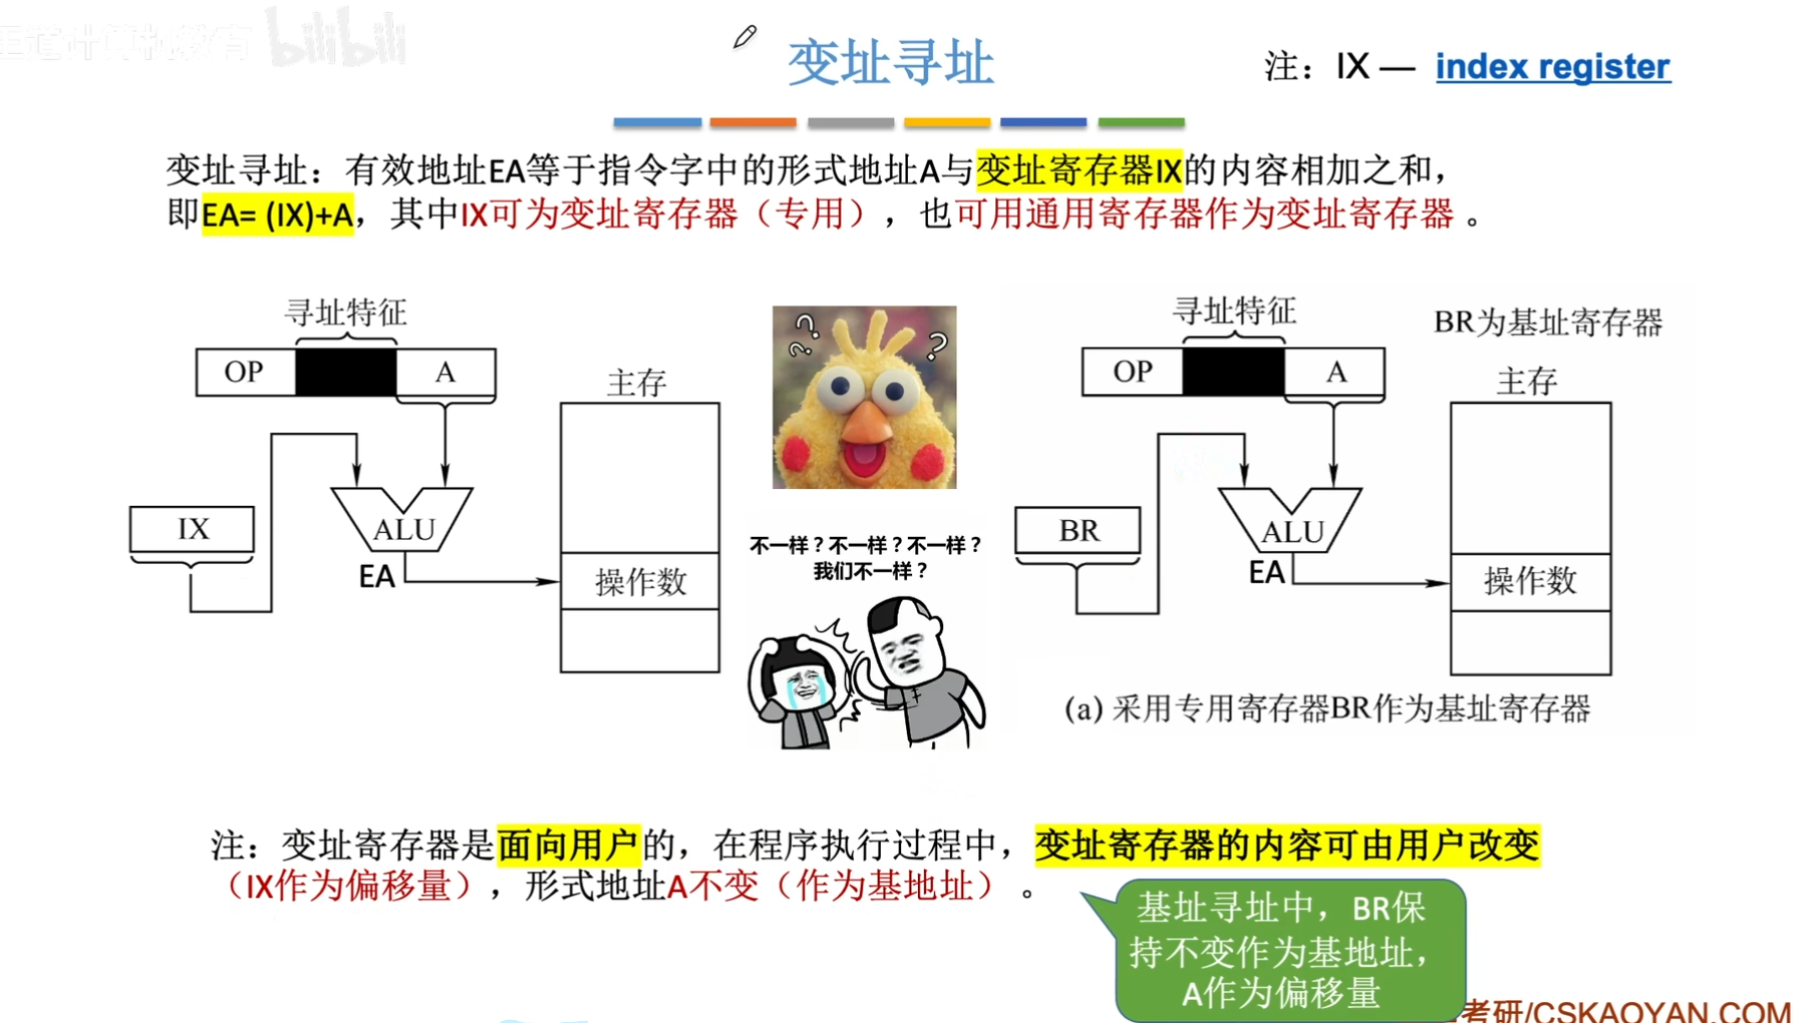 王道计算机教育 bilibili
变址寻址
注：IX — index register
变址寻址：有效地址EA等于指令字中的形式地址A与变址寄存器IX的内容相加之和，
即EA= (IX)+A，其中IX可为变址寄存器（专用），也可用通用寄存器作为变址寄存器 。
寻址特征
OP
A
主存
IX
ALU
EA
操作数
? ? ?
不一样？不一样？不一样？
我们不一样？
寻址特征
BR为基址寄存器
OP
A
主存
BR
ALU
EA
操作数
(a) 采用专用寄存器BR作为基址寄存器
注：变址寄存器是面向用户的，在程序执行过程中，变址寄存器的内容可由用户改变
（IX作为偏移量），形式地址A不变（作为基地址） 。
基址寻址中，BR保
持不变作为基地址，
A作为偏移量
考研/CSKAOYAN.COM